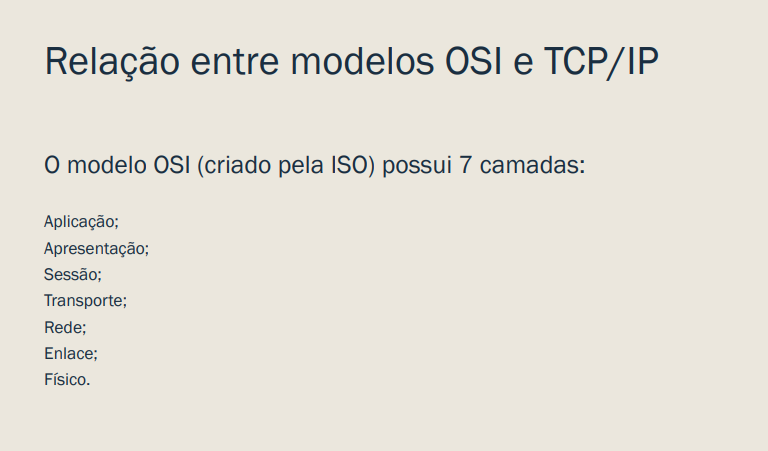 Relação entre modelos OSI e TCP/IP
O modelo OSI (criado pela ISO) possui 7 camadas:
Aplicação;
Apresentação;
Sessão;
Transporte;
Rede;
Enlace;
Físico.